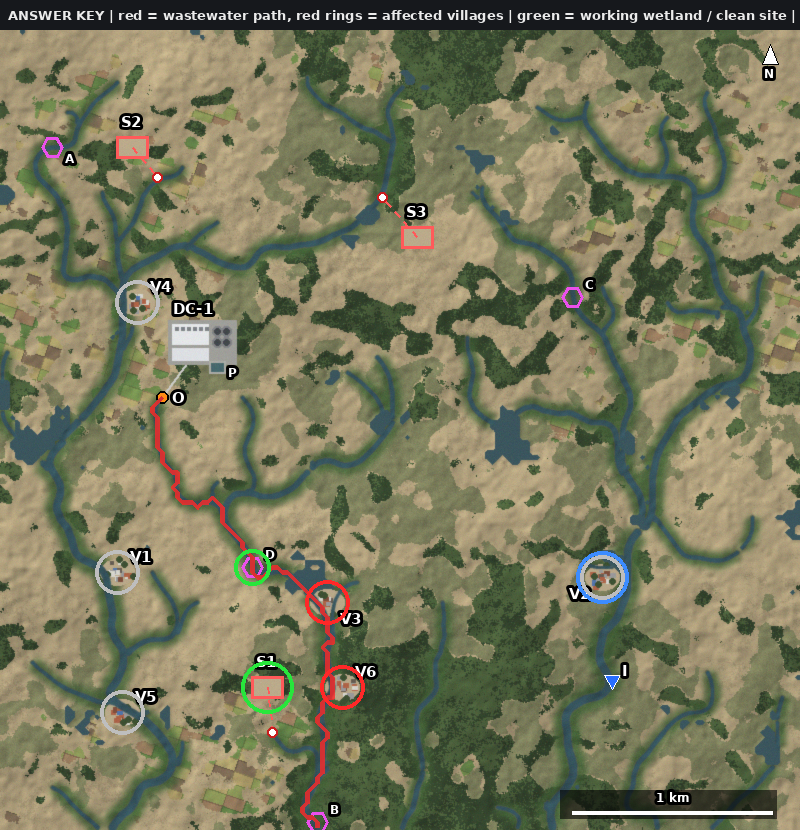 ANSWER KEY | red = wastewater path, red rings = affected villages | green = working wetland / clean site |
N
S2
A
S3
V4
C
DC-1
P
O
V1
D
V3
S1
V6
I
V5
1 km
B